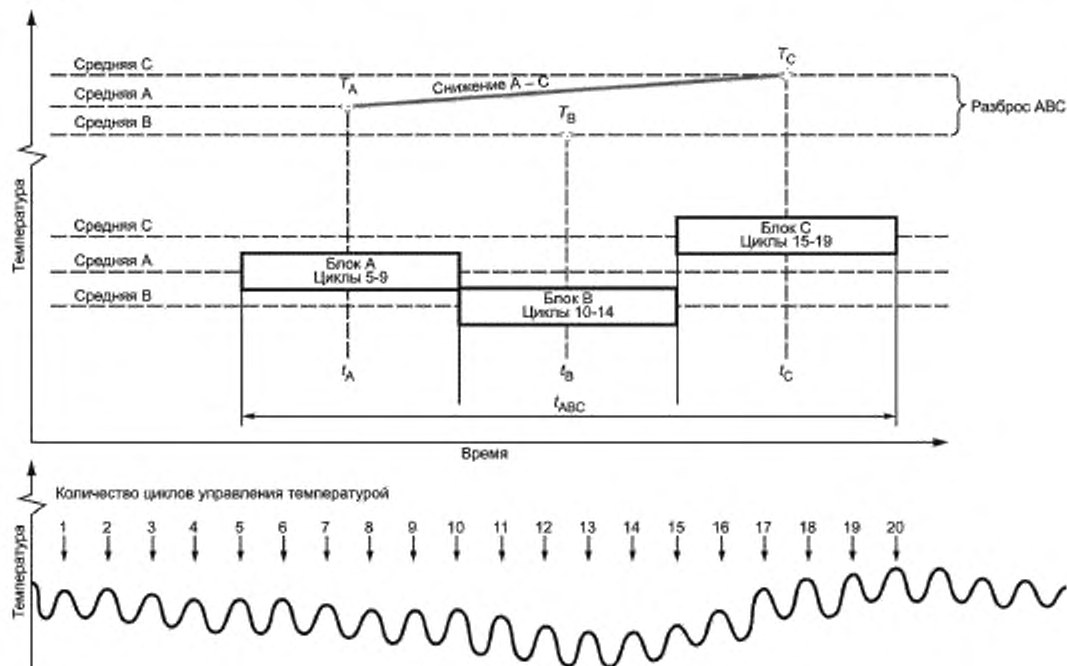 Средняя C
Средняя A
Средняя B
T_A
Снижение A – C
T_B
T_C
Разброс ABC
Температура
Средняя C
Средняя A
Средняя B
Блок A
Циклы 5-9
Блок B
Циклы 10-14
Блок C
Циклы 15-19
t_A
t_B
t_C
t_ABC
Время
Количество циклов управления температурой
1 2 3 4 5 6 7 8 9 10 11 12 13 14 15 16 17 18 19 20
Температура